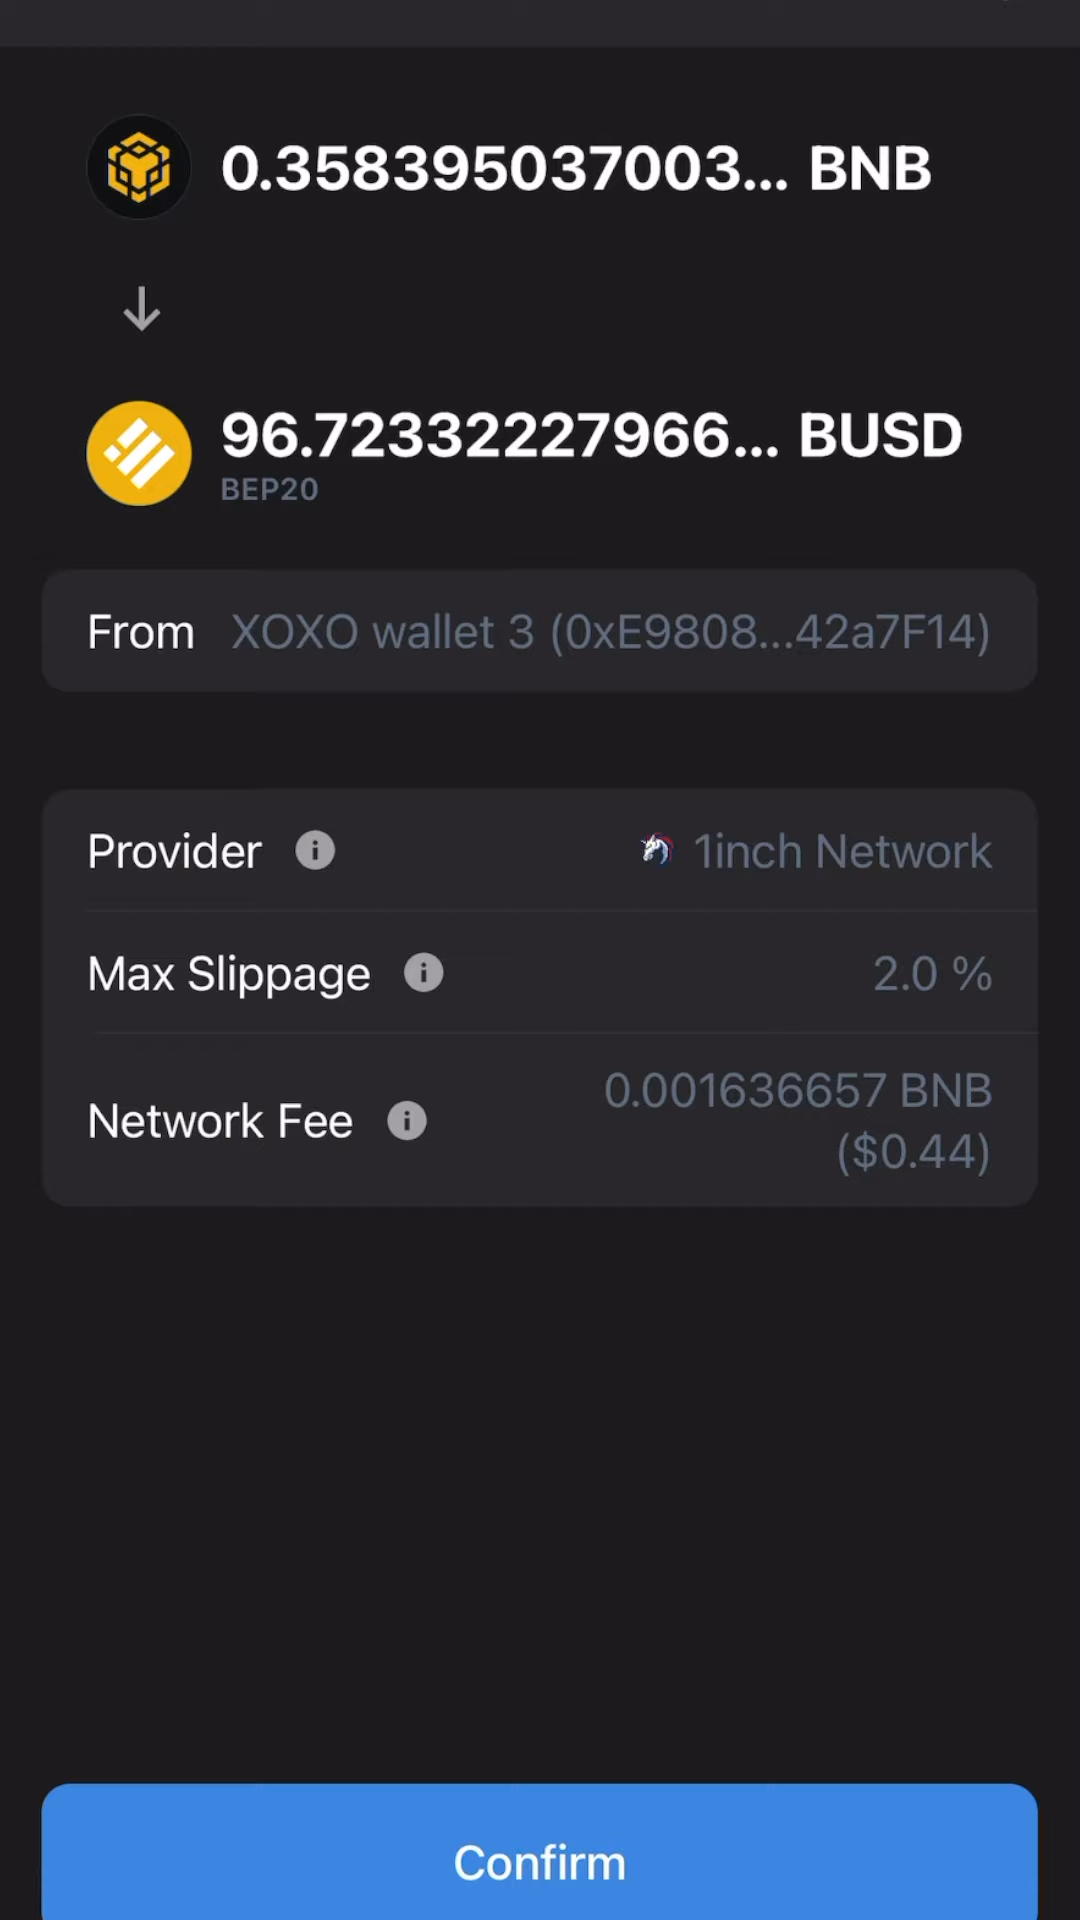 0.358395037003... BNB
96.72332227966... BUSD
BEP20
From XOXO wallet 3 (0xE9808...42a7F14)
Provider 1inch Network
Max Slippage 2.0 %
Network Fee 0.001636657 BNB
($0.44)
Confirm